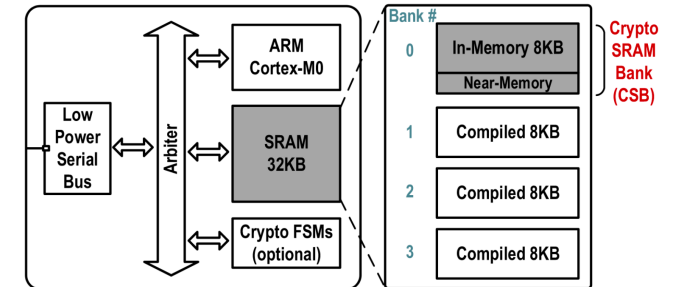 Low
Power
Serial
Bus
Arbiter
ARM
Cortex-M0
SRAM
32KB
Crypto FSMs
(optional)
Bank #
0
In-Memory 8KB
Near-Memory
Crypto
SRAM
Bank
(CSB)
1
Compiled 8KB
2
Compiled 8KB
3
Compiled 8KB